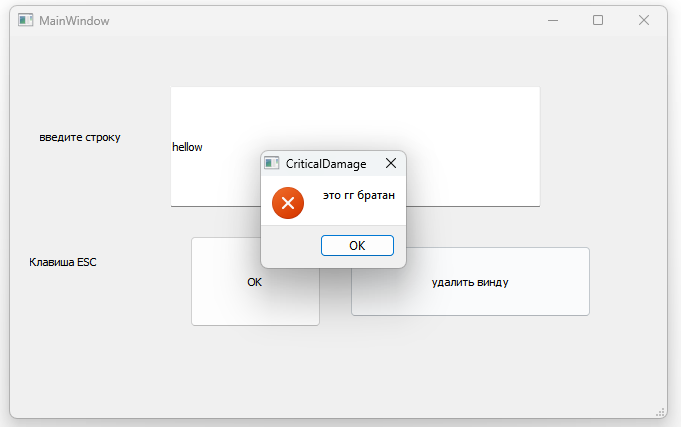 MainWindow
введите строку
hellow
CriticalDamage
это гг братан
OK
Клавиша ESC
OK
удалить винду